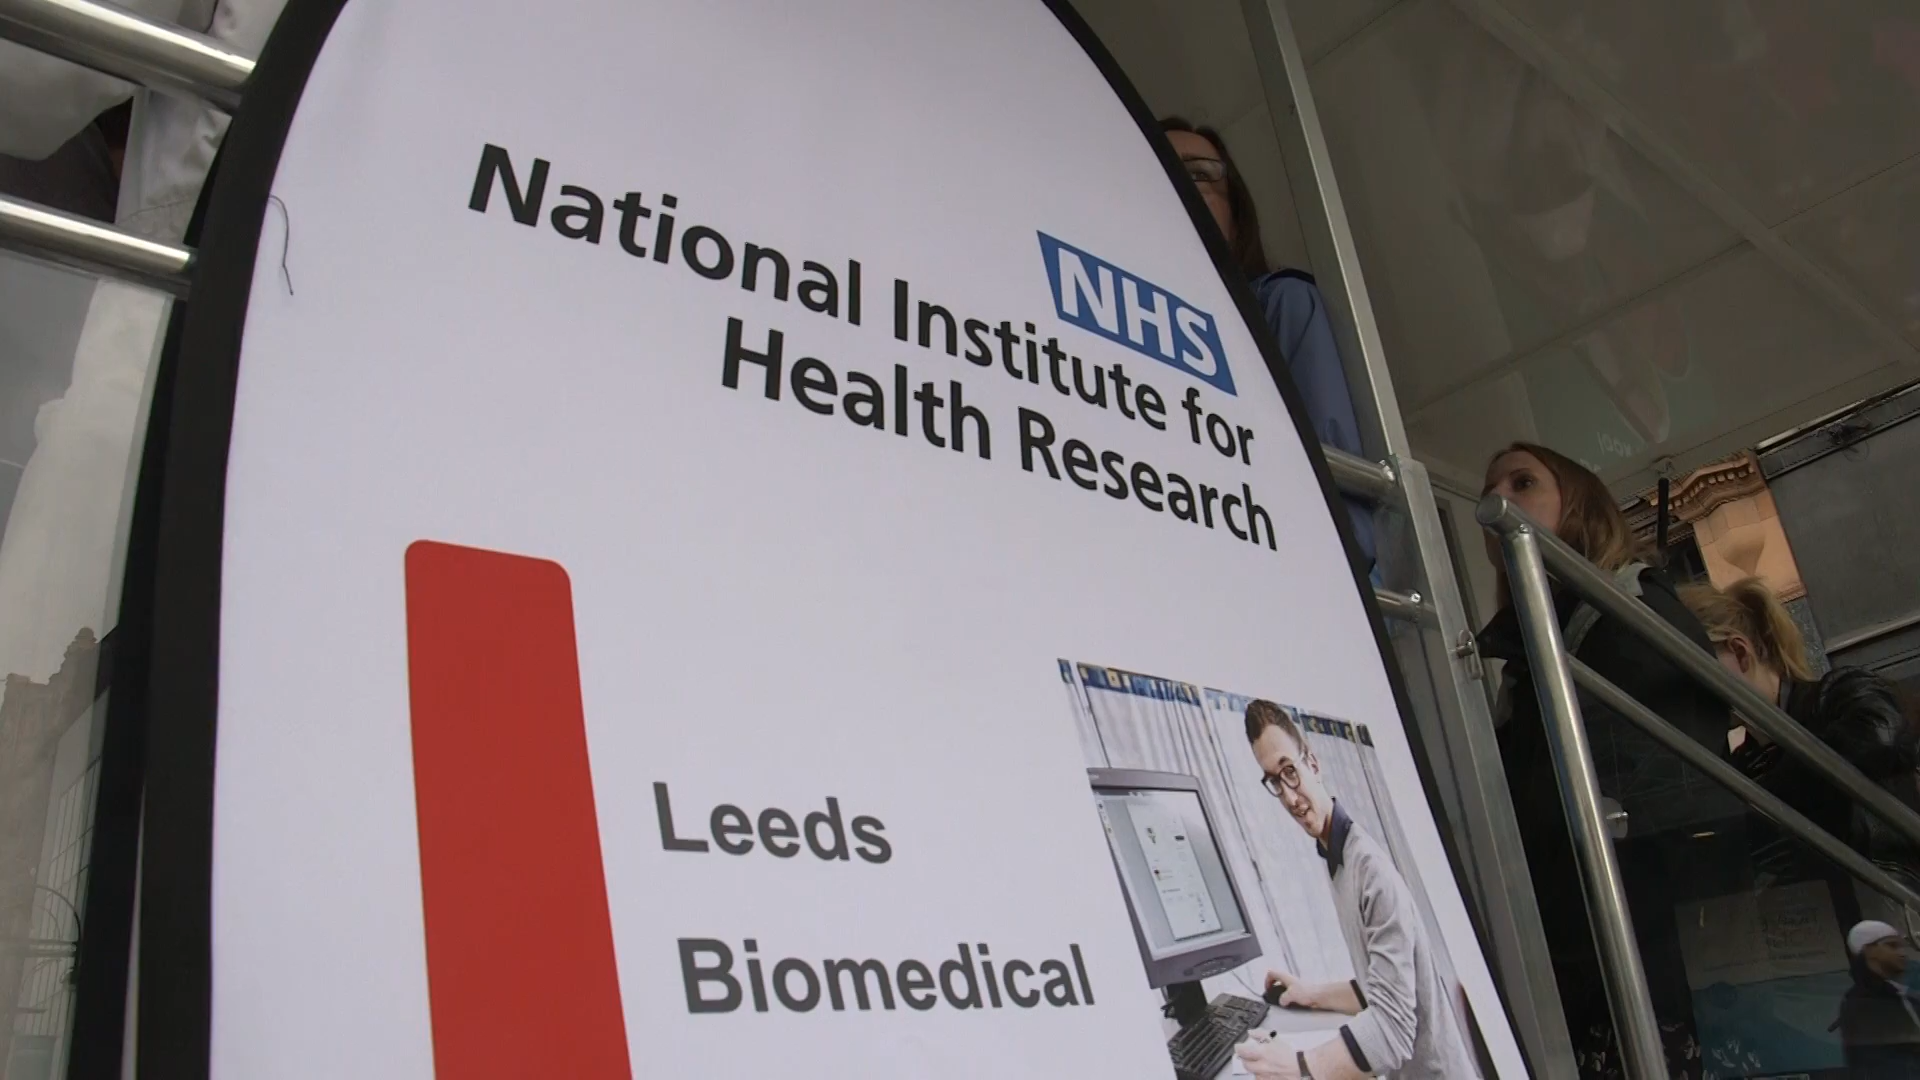 NHS
National Institute for
Health Research
Leeds
Biomedical